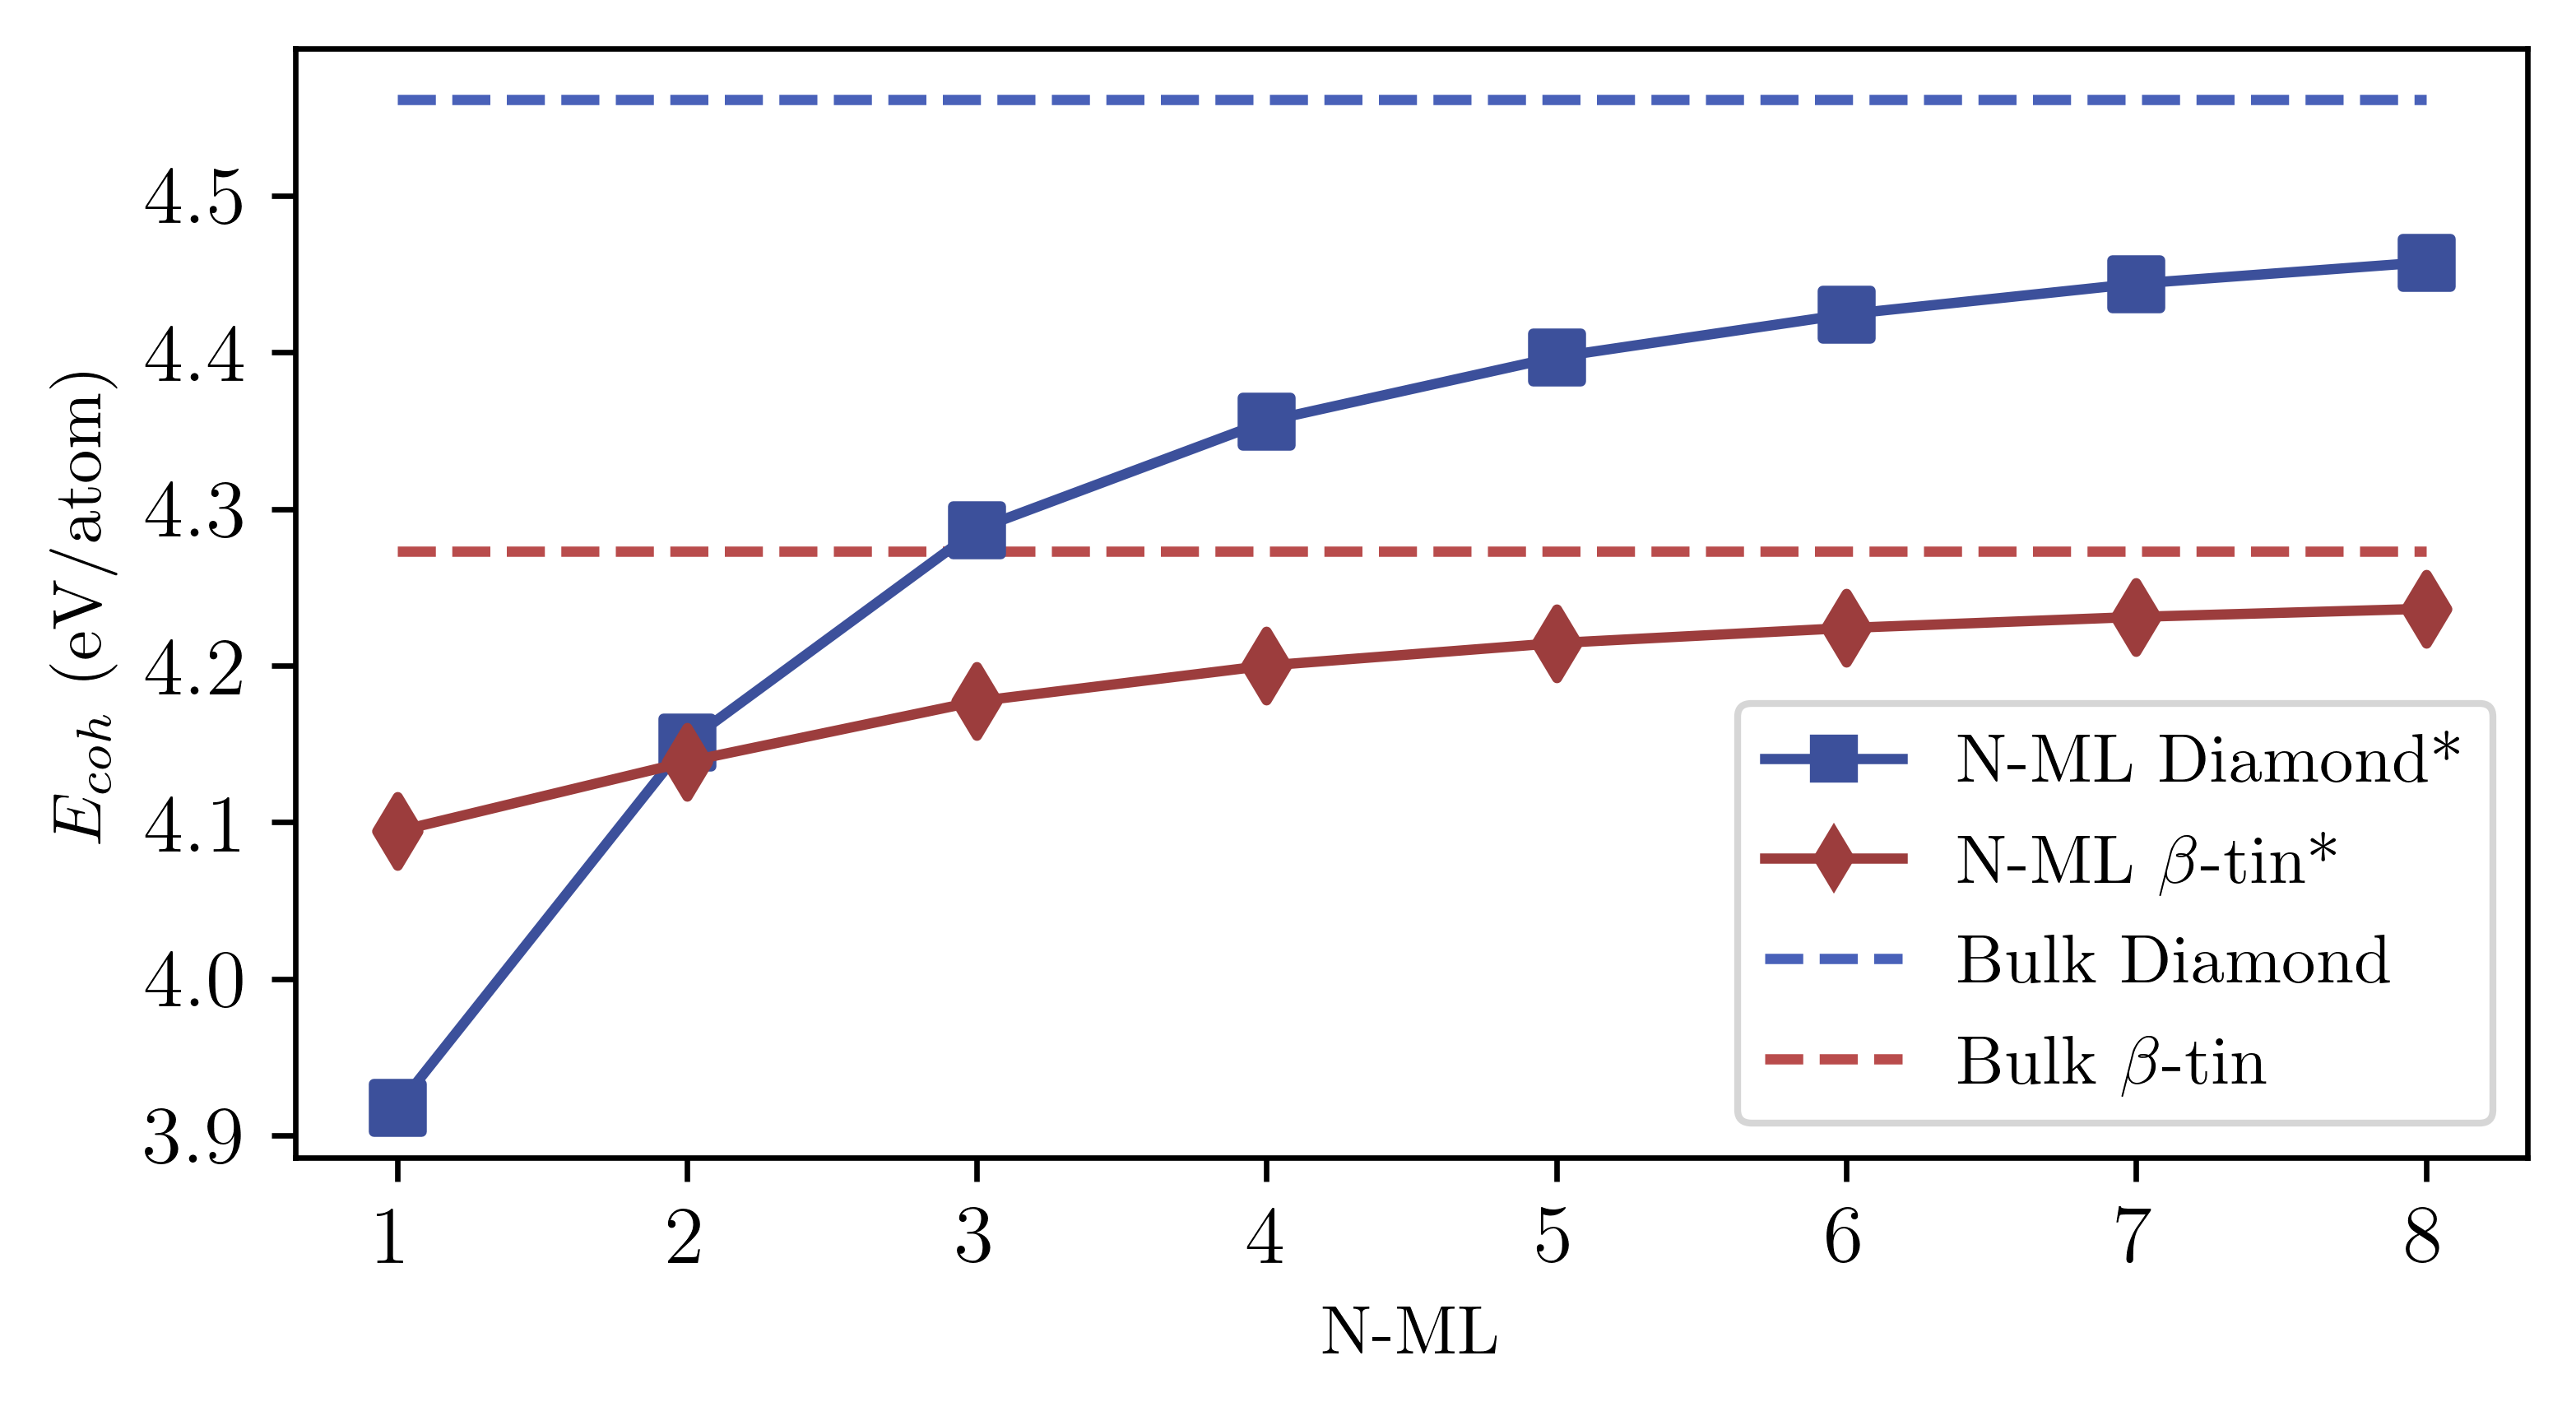 E_coh (eV/atom)
4.5
4.4
4.3
4.2
4.1
4.0
3.9
N-ML Diamond*
N-ML β-tin*
Bulk Diamond
Bulk β-tin
1 2 3 4 5 6 7 8
N-ML